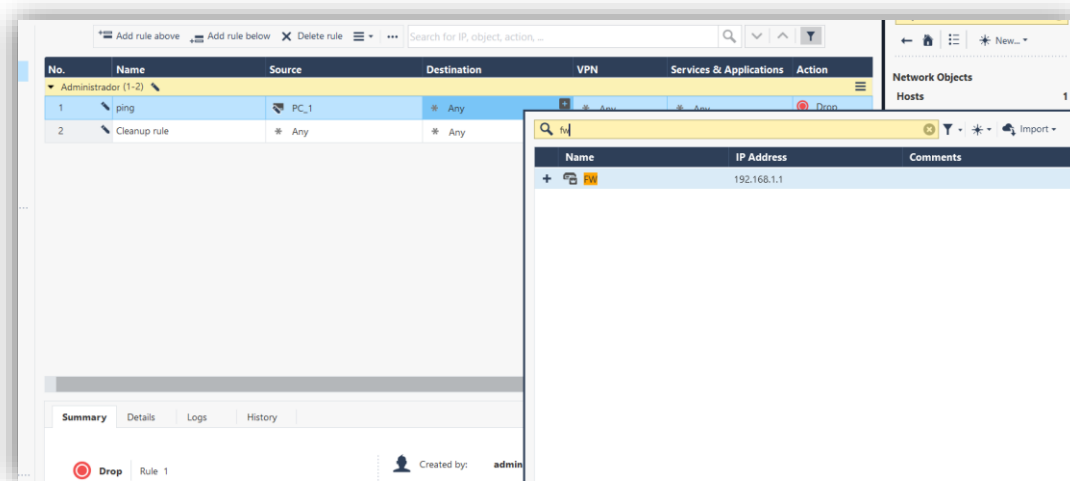 Add rule above Add rule below Delete rule Search for IP, object, action, ...
New...
No. Name Source Destination VPN Services & Applications Action
Network Objects
Administrador (1-2)
Hosts 1
1 ping PC_1 Any Any Any Drop
2 Cleanup rule Any Any
fw Import
Name IP Address Comments
FW 192.168.1.1
Summary Details Logs History
Drop Rule 1 Created by: admin